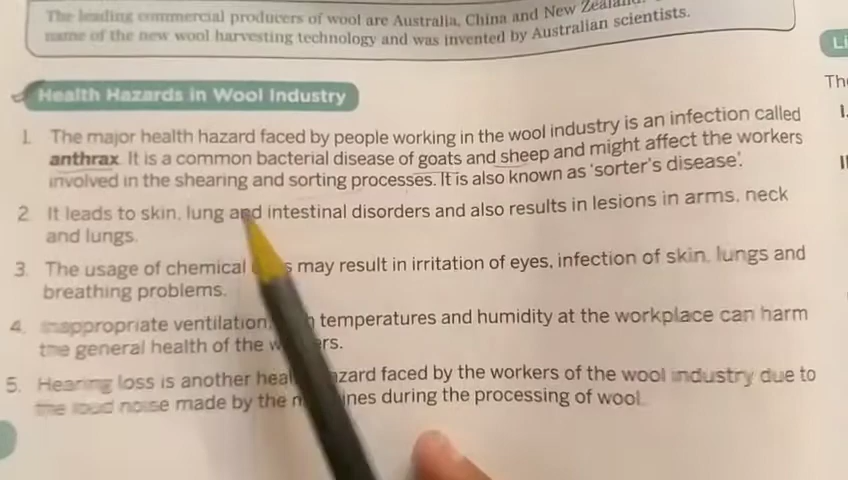 The leading commercial producers of wool are Australia, China and New Zealand.
name of the new wool harvesting technology and was invented by Australian scientists.
Health Hazards in Wool Industry
1. The major health hazard faced by people working in the wool industry is an infection called
anthrax. It is a common bacterial disease of goats and sheep and might affect the workers
involved in the shearing and sorting processes. It is also known as 'sorter's disease'.
2. It leads to skin, lung and intestinal disorders and also results in lesions in arms, neck
and lungs.
3. The usage of chemical may result in irritation of eyes, infection of skin, lungs and
breathing problems.
4. Inappropriate ventilation, temperatures and humidity at the workplace can harm
the general health of the
5. Hearing loss is another faced by the workers of the wool industry due to
the loud noise made by the during the processing of wool.
Li
Th
I.
II